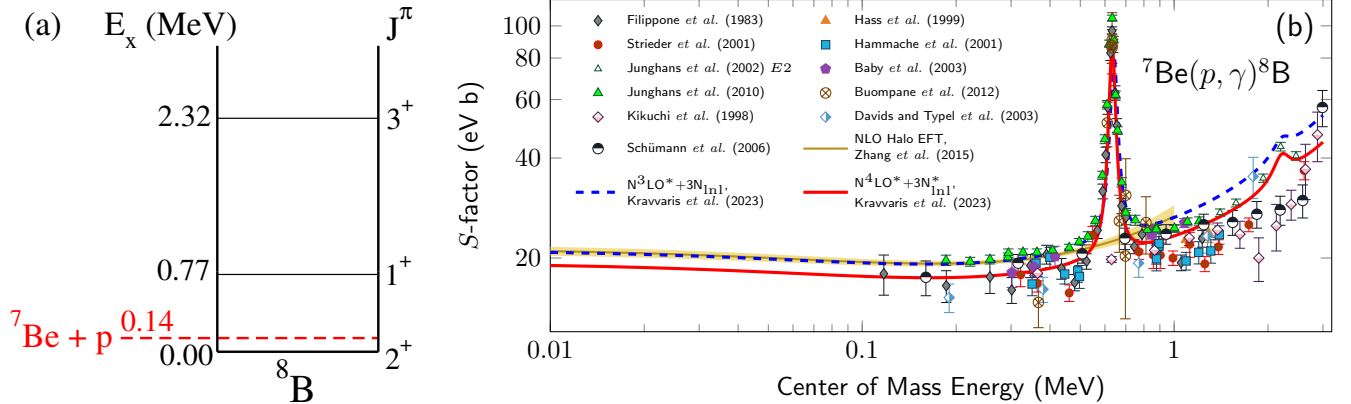 (a) E_x (MeV) J^π
2.32 3^+
0.77 1^+
^7Be + p 0.14
0.00 2^+
^8B
(b)
^7Be(p, γ)^8B
Filippone et al. (1983)
Strieder et al. (2001)
Junghans et al. (2002) E2
Junghans et al. (2010)
Kikuchi et al. (1998)
Schümann et al. (2006)
N^3LO*+3N_lnl,
Kravvaris et al. (2023)
Hass et al. (1999)
Hammache et al. (2001)
Baby et al. (2003)
Buompane et al. (2012)
Davids and Typel et al. (2003)
NLO Halo EFT,
Zhang et al. (2015)
N^4LO*+3N*_lnl,
Kravvaris et al. (2023)
S-factor (eV b)
100
80
60
40
20
0.01 0.1 1
Center of Mass Energy (MeV)